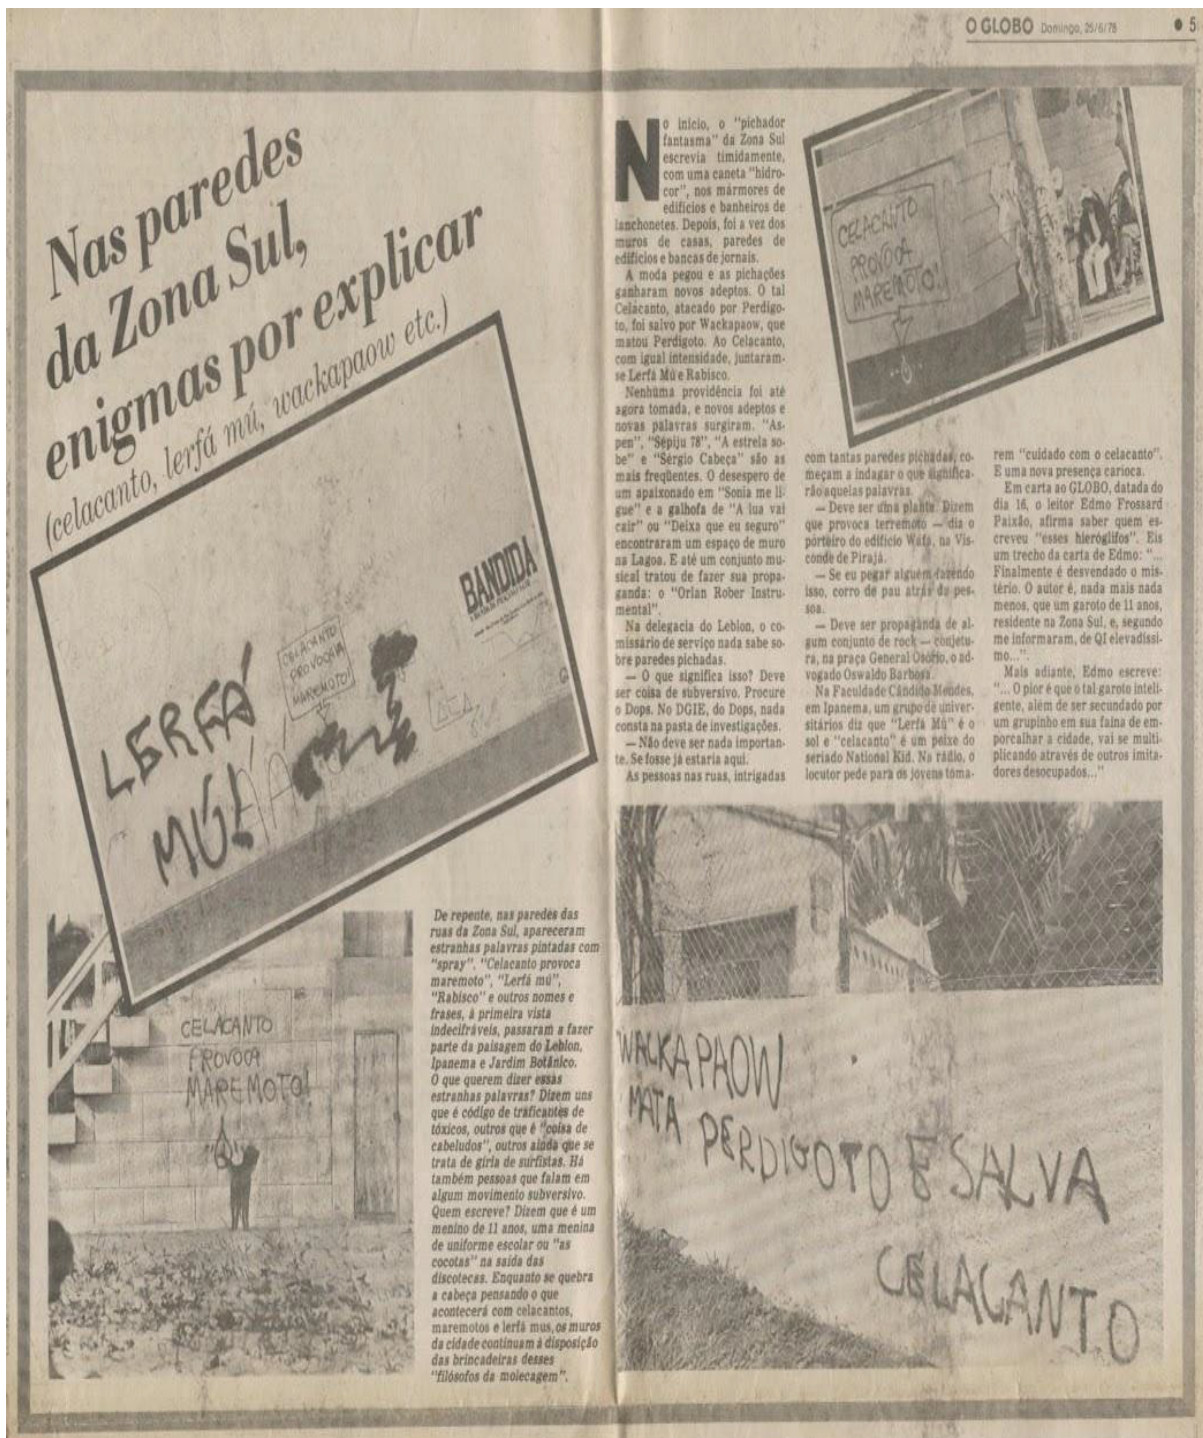 O GLOBO Domingo, 25/6/78 • 5
Nas paredes
da Zona Sul,
enigmas por explicar
(celacanto, lerfá mú, wackapaow etc.)
No início, o "pichador
fantasma" da Zona Sul
escrevia timidamente,
com uma caneta "hidro-
cor", nos mármores de
edifícios e banheiros de
lanchonetes. Depois, foi a vez dos
muros de casas, paredes de
edifícios e bancas de jornais.
A moda pegou e as pichações
ganharam novos adeptos. O tal
Celacanto, atacado por Perdigo-
to, foi salvo por Wackapaow, que
matou Perdigoto. Ao Celacanto,
com igual intensidade, juntaram-
se Lerfá Mú e Rabisco.
Nenhuma providência foi até
agora tomada, e novos adeptos e
novas palavras surgiram. "As-
pen", "Sépiju 78", "A estrela so-
be" e "Sérgio Cabeça" são as
mais freqüentes. O desespero de
um apaixonado em "Sonia me li-
gue" e a galhofa de "A lua vai
cair" ou "Deixa que eu seguro"
encontraram um espaço de muro
na Lagoa. E até um conjunto mu-
sical tratou de fazer sua propa-
ganda: o "Orlan Rober Instru-
mental".
Na delegacia do Leblon, o co-
missário de serviço nada sabe so-
bre paredes pichadas.
— O que significa isso? Deve
ser coisa de subversivo. Procure
o Dops. No DGIE, do Dops, nada
consta na pasta de investigações.
— Não deve ser nada importan-
te. Se fosse já estaria aqui.
As pessoas nas ruas, intrigadas
com tantas paredes pichadas, co-
meçam a indagar o que significa-
rão aquelas palavras.
— Deve ser uma planta. Dizem
que provoca terremoto — diz o
porteiro do edifício Wafa, na Vis-
conde de Pirajá.
— Se eu pegar alguém fazendo
isso, corro de pau atrás da pes-
soa.
— Deve ser propaganda de al-
gum conjunto de rock — conjetu-
ra, na praça General Osório, o ad-
vogado Oswaldo Barbosa.
Na Faculdade Cândido Mendes,
em Ipanema, um grupo de univer-
sitários diz que "Lerfá Mú" é o
sol e "celacanto" é um peixe do
seriado National Kid. Na rádio, o
locutor pede para os jovens toma-
rem "cuidado com o celacanto".
É uma nova presença carioca.
Em carta ao GLOBO, datada do
dia 16, o leitor Edmo Frossard
Paixão, afirma saber quem es-
creveu "esses hieróglifos". Eis
um trecho da carta de Edmo: "...
Finalmente é desvendado o mis-
tério. O autor é, nada mais nada
menos, que um garoto de 11 anos,
residente na Zona Sul, e, segundo
me informaram, de QI elevadíssi-
mo...".
Mais adiante, Edmo escreve:
"... O pior é que o tal garoto inteli-
gente, além de ser secundado por
um grupinho em sua faina de em-
porcalhar a cidade, vai se multi-
plicando através de outros imita-
dores desocupados..."
CELACANTO
PROVOCA
MAREMOTO!
LERFÁ
MÚ!
CELACANTO
PROVOCAVA
MAREMOTO!
BANDIDA
CELACANTO
PROVOCA
MAREMOTO!
De repente, nas paredes das
ruas da Zona Sul, apareceram
estranhas palavras pintadas com
"spray". "Celacanto provoca
maremoto", "Lerfá mú",
"Rabisco" e outros nomes e
frases, à primeira vista
indecifráveis, passaram a fazer
parte da paisagem do Leblon,
Ipanema e Jardim Botânico.
O que querem dizer essas
estranhas palavras? Dizem uns
que é código de traficantes de
tóxicos, outros que é "coisa de
cabeludos", outros ainda que se
trata de gíria de surfistas. Há
também pessoas que falam em
algum movimento subversivo.
Quem escreve? Dizem que é um
menino de 11 anos, uma menina
de uniforme escolar ou "as
cocotas" na saída das
discotecas. Enquanto se quebra
a cabeça pensando o que
acontecerá com celacantos,
maremotos e lerfá mus, os muros
da cidade continuam à disposição
das brincadeiras desses
"filósofos da molecagem".
WALKAPAOW
MATA PERDIGOTO E SALVA
CELACANTO